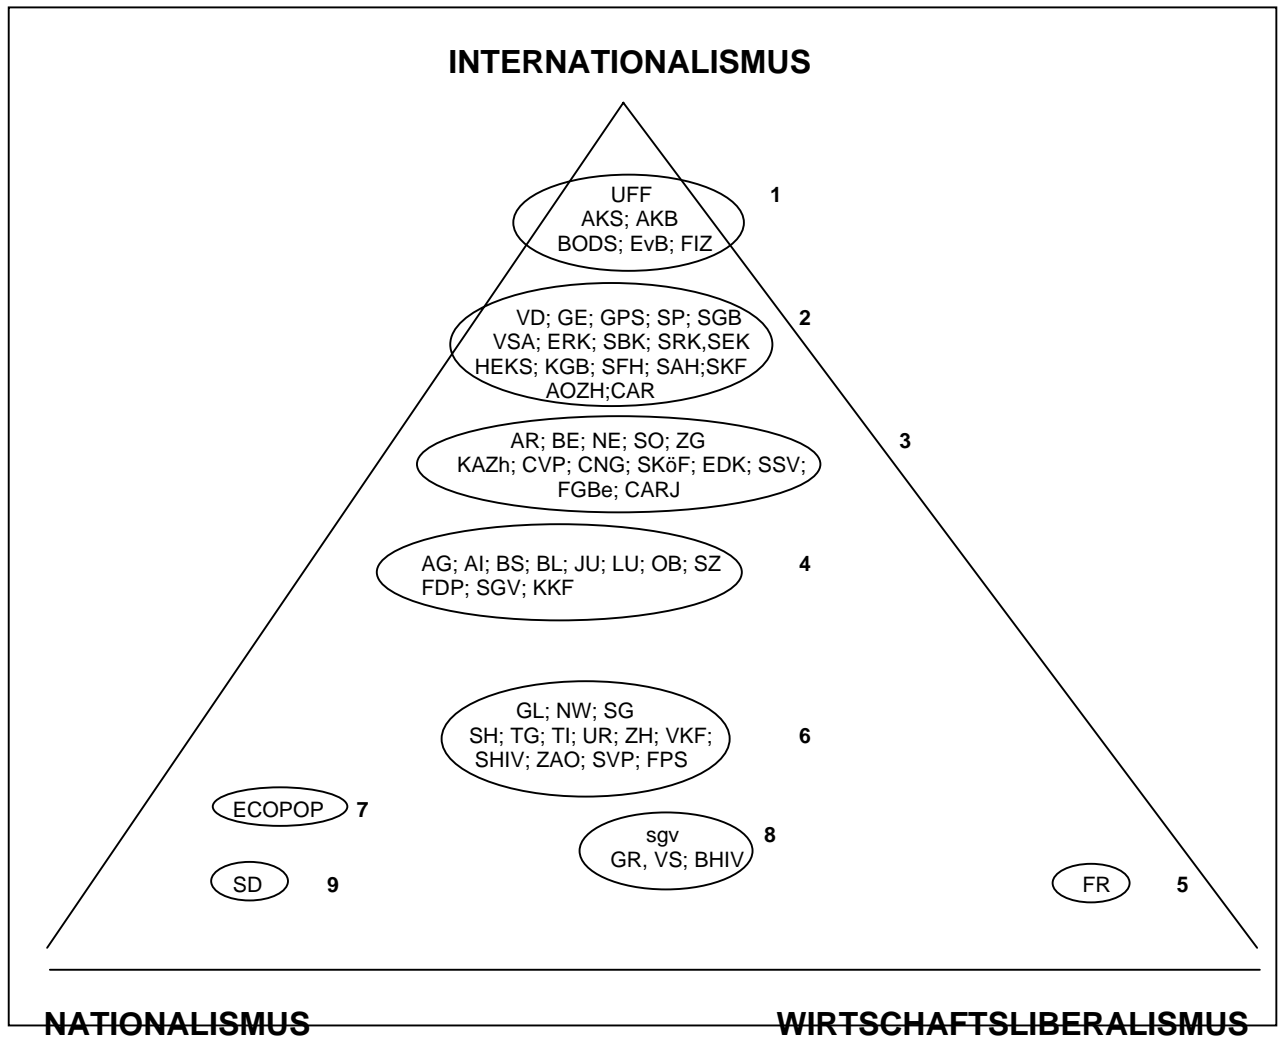 INTERNATIONALISMUS
UFF
1
AKS; AKB
BODS; EvB; FIZ
VD; GE; GPS; SP; SGB
2
VSA; ERK; SBK; SRK,SEK
HEKS; KGB; SFH; SAH;SKF
AOZH;CAR
AR; BE; NE; SO; ZG
3
KAZh; CVP; CNG; SKöF; EDK; SSV;
FGBe; CARJ
AG; AI; BS; BL; JU; LU; OB; SZ
4
FDP; SGV; KKF
GL; NW; SG
SH; TG; TI; UR; ZH; VKF;
6
SHIV; ZAO; SVP; FPS
ECOPOP
7
sgv
8
GR, VS; BHIV
SD
9
FR
5
NATIONALISMUS
WIRTSCHAFTSLIBERALISMUS